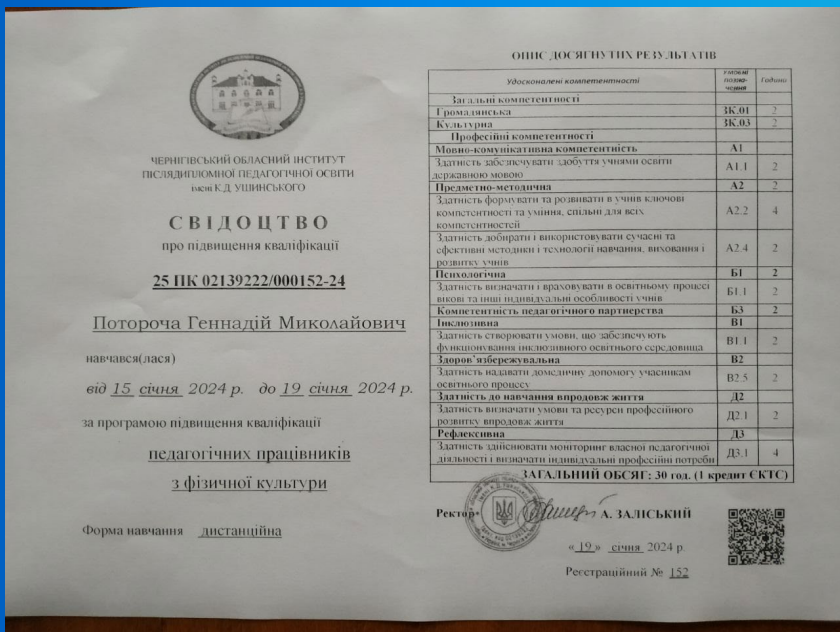 ЧЕРНІГІВСЬКИЙ ОБЛАСНИЙ ІНСТИТУТ
ПІСЛЯДИПЛОМНОЇ ПЕДАГОГІЧНОЇ ОСВІТИ
імені К.Д. УШИНСЬКОГО
СВІДОЦТВО
про підвищення кваліфікації
25 ПК 02139222/000152-24
Потороча Геннадій Миколайович
навчався(лася)
від 15 січня 2024 р. до 19 січня 2024 р.
за програмою підвищення кваліфікації
педагогічних працівників
з фізичної культури
Форма навчання дистанційна
ОПИС ДОСЯГНУТИХ РЕЗУЛЬТАТІВ
Удосконалені компетентності Умовні позна-чення Години
Загальні компетентності
Громадянська ЗК.01 2
Культурна ЗК.03 2
Професійні компетентності
Мовно-комунікативна компетентність А1
Здатність забезпечувати здобуття учнями освіти
державною мовою А1.1 2
Предметно-методична А2 2
Здатність формувати та розвивати в учнів ключові
компетентності та уміння, спільні для всіх
компетентностей А2.2 4
Здатність добирати і використовувати сучасні та
ефективні методики і технології навчання, виховання і
розвитку учнів А2.4 2
Психологічна Б1 2
Здатність визначати і враховувати в освітньому процесі
вікові та інші індивідуальні особливості учнів Б1.1 2
Компетентність педагогічного партнерства Б3 2
Інклюзивна В1
Здатність створювати умови, що забезпечують
функціонування інклюзивного освітнього середовища В1.1 2
Здоров'язбережувальна В2
Здатність надавати домедичну допомогу учасникам
освітнього процесу В2.5 2
Здатність до навчання впродовж життя Д2
Здатність визначати умови та ресурси професійного
розвитку впродовж життя Д2.1 2
Рефлексивна Д3
Здатність здійснювати моніторинг власної педагогічної
діяльності і визначати індивідуальні професійні потреби Д3.1 4
ЗАГАЛЬНИЙ ОБСЯГ: 30 год. (1 кредит ЄКТС)
Ректор А. ЗАЛІСЬКИЙ
« 19 » січня 2024 р.
Реєстраційний № 152